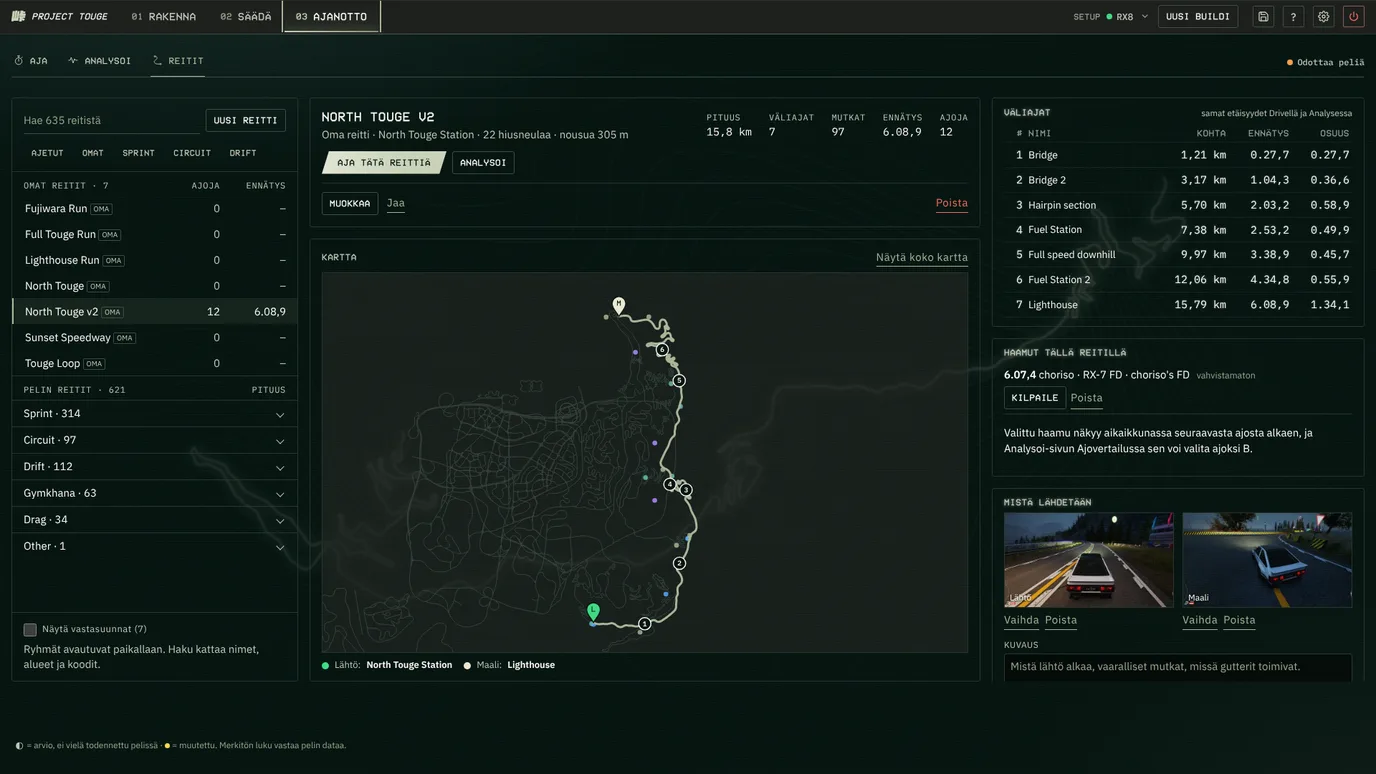 PROJECT TOUGE
01 RAKENNA
02 SÄÄDÄ
03 AJANOTTO
SETUP RX8
UUSI BUILDI
?
AJA
ANALYSOI
REITIT
Odottaa peliä
Hae 635 reitistä
UUSI REITTI
AJETUT OMAT SPRINT CIRCUIT DRIFT
OMAT REITIT · 7 AJOJA ENNÄTYS
Fujiwara Run OMA 0 –
Full Touge Run OMA 0 –
Lighthouse Run OMA 0 –
North Touge OMA 0 –
North Touge v2 OMA 12 6.08,9
Sunset Speedway OMA 0 –
Touge Loop OMA 0 –
PELIN REITIT · 621 PITUUS
Sprint · 314
Circuit · 97
Drift · 112
Gymkhana · 63
Drag · 34
Other · 1
Näytä vastasuunnat (7)
Ryhmät avautuvat paikallaan. Haku kattaa nimet,
alueet ja koodit.
NORTH TOUGE V2
Oma reitti · North Touge Station · 22 hiusneulaa · nousua 305 m
PITUUS VÄLIAJAT MUTKAT ENNÄTYS AJOJA
15,8 km 7 97 6.08,9 12
AJA TÄTÄ REITTIÄ
ANALYSOI
MUOKKAA
Jaa
Poista
KARTTA
Näytä koko kartta
M
6
5
4
3
2
L
1
Lähtö: North Touge Station Maali: Lighthouse
VÄLIAJAT samat etäisyydet Drivellä ja Analysessa
# NIMI KOHTA ENNÄTYS OSUUS
1 Bridge 1,21 km 0.27,7 0.27,7
2 Bridge 2 3,17 km 1.04,3 0.36,6
3 Hairpin section 5,70 km 2.03,2 0.58,9
4 Fuel Station 7,38 km 2.53,2 0.49,9
5 Full speed downhill 9,97 km 3.38,9 0.45,7
6 Fuel Station 2 12,06 km 4.34,8 0.55,9
7 Lighthouse 15,79 km 6.08,9 1.34,1
HAAMUT TÄLLÄ REITILLÄ
6.07,4 choriso · RX-7 FD · choriso's FD vahvistamaton
KILPAILE
Poista
Valittu haamu näkyy aikaikkunassa seuraavasta ajosta alkaen, ja
Analysoi-sivun Ajovertailussa sen voi valita ajoksi B.
MISTÄ LÄHDETÄÄN
Lähtö
Maali
Vaihda Poista
Vaihda Poista
KUVAUS
Mistä lähtö alkaa, vaaralliset mutkat, missä gutterit toimivat.
= arvio, ei vielä todennettu pelissä · = muutettu. Merkitön luku vastaa pelin dataa.